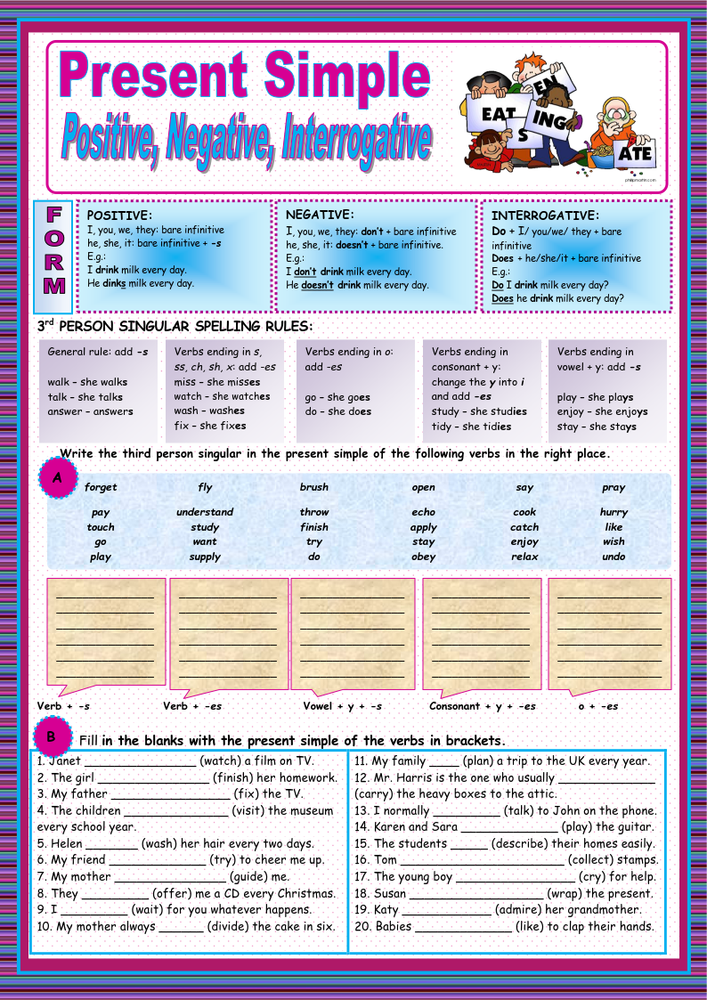 Present Simple
Positive, Negative, Interrogative
EN
EAT
S
ING
ATE
philipmartin.com
FORM
POSITIVE:
I, you, we, they: bare infinitive
he, she, it: bare infinitive + -s
E.g.:
I drink milk every day.
He dinks milk every day.
NEGATIVE:
I, you, we, they: don't + bare infinitive
he, she, it: doesn't + bare infinitive.
E.g.:
I don't drink milk every day.
He doesn't drink milk every day.
INTERROGATIVE:
Do + I/ you/we/ they + bare
infinitive
Does + he/she/it + bare infinitive
E.g.:
Do I drink milk every day?
Does he drink milk every day?
3rd PERSON SINGULAR SPELLING RULES:
General rule: add -s
walk – she walks
talk – she talks
answer – answers
Verbs ending in s,
ss, ch, sh, x: add -es
miss – she misses
watch – she watches
wash – washes
fix – she fixes
Verbs ending in o:
add -es
go – she goes
do – she does
Verbs ending in
consonant + y:
change the y into i
and add -es
study – she studies
tidy – she tidies
Verbs ending in
vowel + y: add -s
play – she plays
enjoy – she enjoys
stay – she stays
Write the third person singular in the present simple of the following verbs in the right place.
A
forget fly brush open say pray
pay understand throw echo cook hurry
touch study finish apply catch like
go want try stay enjoy wish
play supply do obey relax undo
Verb + -s Verb + -es Vowel + y + -s Consonant + y + -es o + -es
B
Fill in the blanks with the present simple of the verbs in brackets.
1. Janet _______________ (watch) a film on TV.
2. The girl _______________ (finish) her homework.
3. My father ________________ (fix) the TV.
4. The children ______________ (visit) the museum
every school year.
5. Helen _______ (wash) her hair every two days.
6. My friend _____________ (try) to cheer me up.
7. My mother _______________ (guide) me.
8. They _________ (offer) me a CD every Christmas.
9. I _________ (wait) for you whatever happens.
10. My mother always ______ (divide) the cake in six.
11. My family ____ (plan) a trip to the UK every year.
12. Mr. Harris is the one who usually _____________
(carry) the heavy boxes to the attic.
13. I normally _________ (talk) to John on the phone.
14. Karen and Sara _____________ (play) the guitar.
15. The students _____ (describe) their homes easily.
16. Tom ______________________ (collect) stamps.
17. The young boy ________________ (cry) for help.
18. Susan __________________ (wrap) the present.
19. Katy ____________ (admire) her grandmother.
20. Babies _____________ (like) to clap their hands.